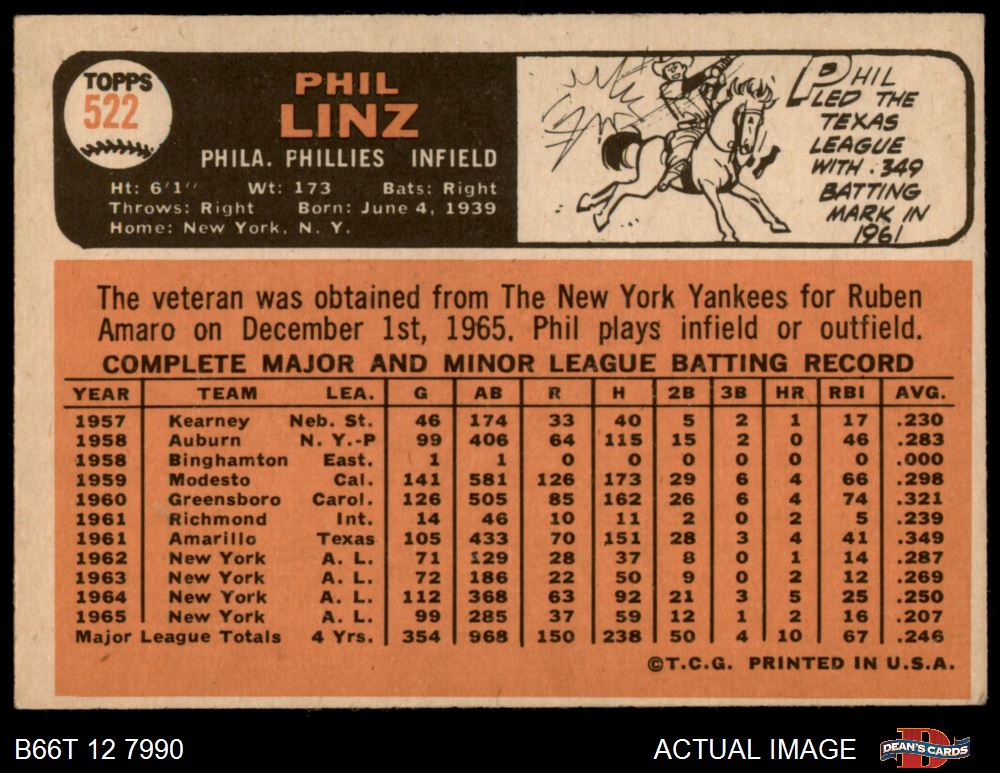 TOPPS
522
PHIL
LINZ
PHILA. PHILLIES INFIELD
Ht: 6'1" Wt: 173 Bats: Right
Throws: Right Born: June 4, 1939
Home: New York, N. Y.
PHIL
LED THE
TEXAS
LEAGUE
WITH .349
BATTING
MARK IN
1961
The veteran was obtained from The New York Yankees for Ruben
Amaro on December 1st, 1965. Phil plays infield or outfield.
COMPLETE MAJOR AND MINOR LEAGUE BATTING RECORD
YEAR TEAM LEA. G AB R H 2B 3B HR RBI AVG.
1957 Kearney Neb. St. 46 174 33 40 5 2 1 17 .230
1958 Auburn N. Y.-P 99 406 64 115 15 2 0 46 .283
1958 Binghamton East. 1 1 0 0 0 0 0 0 .000
1959 Modesto Cal. 141 581 126 173 29 6 4 66 .298
1960 Greensboro Carol. 126 505 85 162 26 6 4 74 .321
1961 Richmond Int. 14 46 10 11 2 0 2 5 .239
1961 Amarillo Texas 105 433 70 151 28 3 4 41 .349
1962 New York A. L. 71 129 28 37 8 0 1 14 .287
1963 New York A. L. 72 186 22 50 9 0 2 12 .269
1964 New York A. L. 112 368 63 92 21 3 5 25 .250
1965 New York A. L. 99 285 37 59 12 1 2 16 .207
Major League Totals 4 Yrs. 354 968 150 238 50 4 10 67 .246
©T.C.G. PRINTED IN U.S.A.
B66T 12 7990 ACTUAL IMAGE DEAN'S CARDS